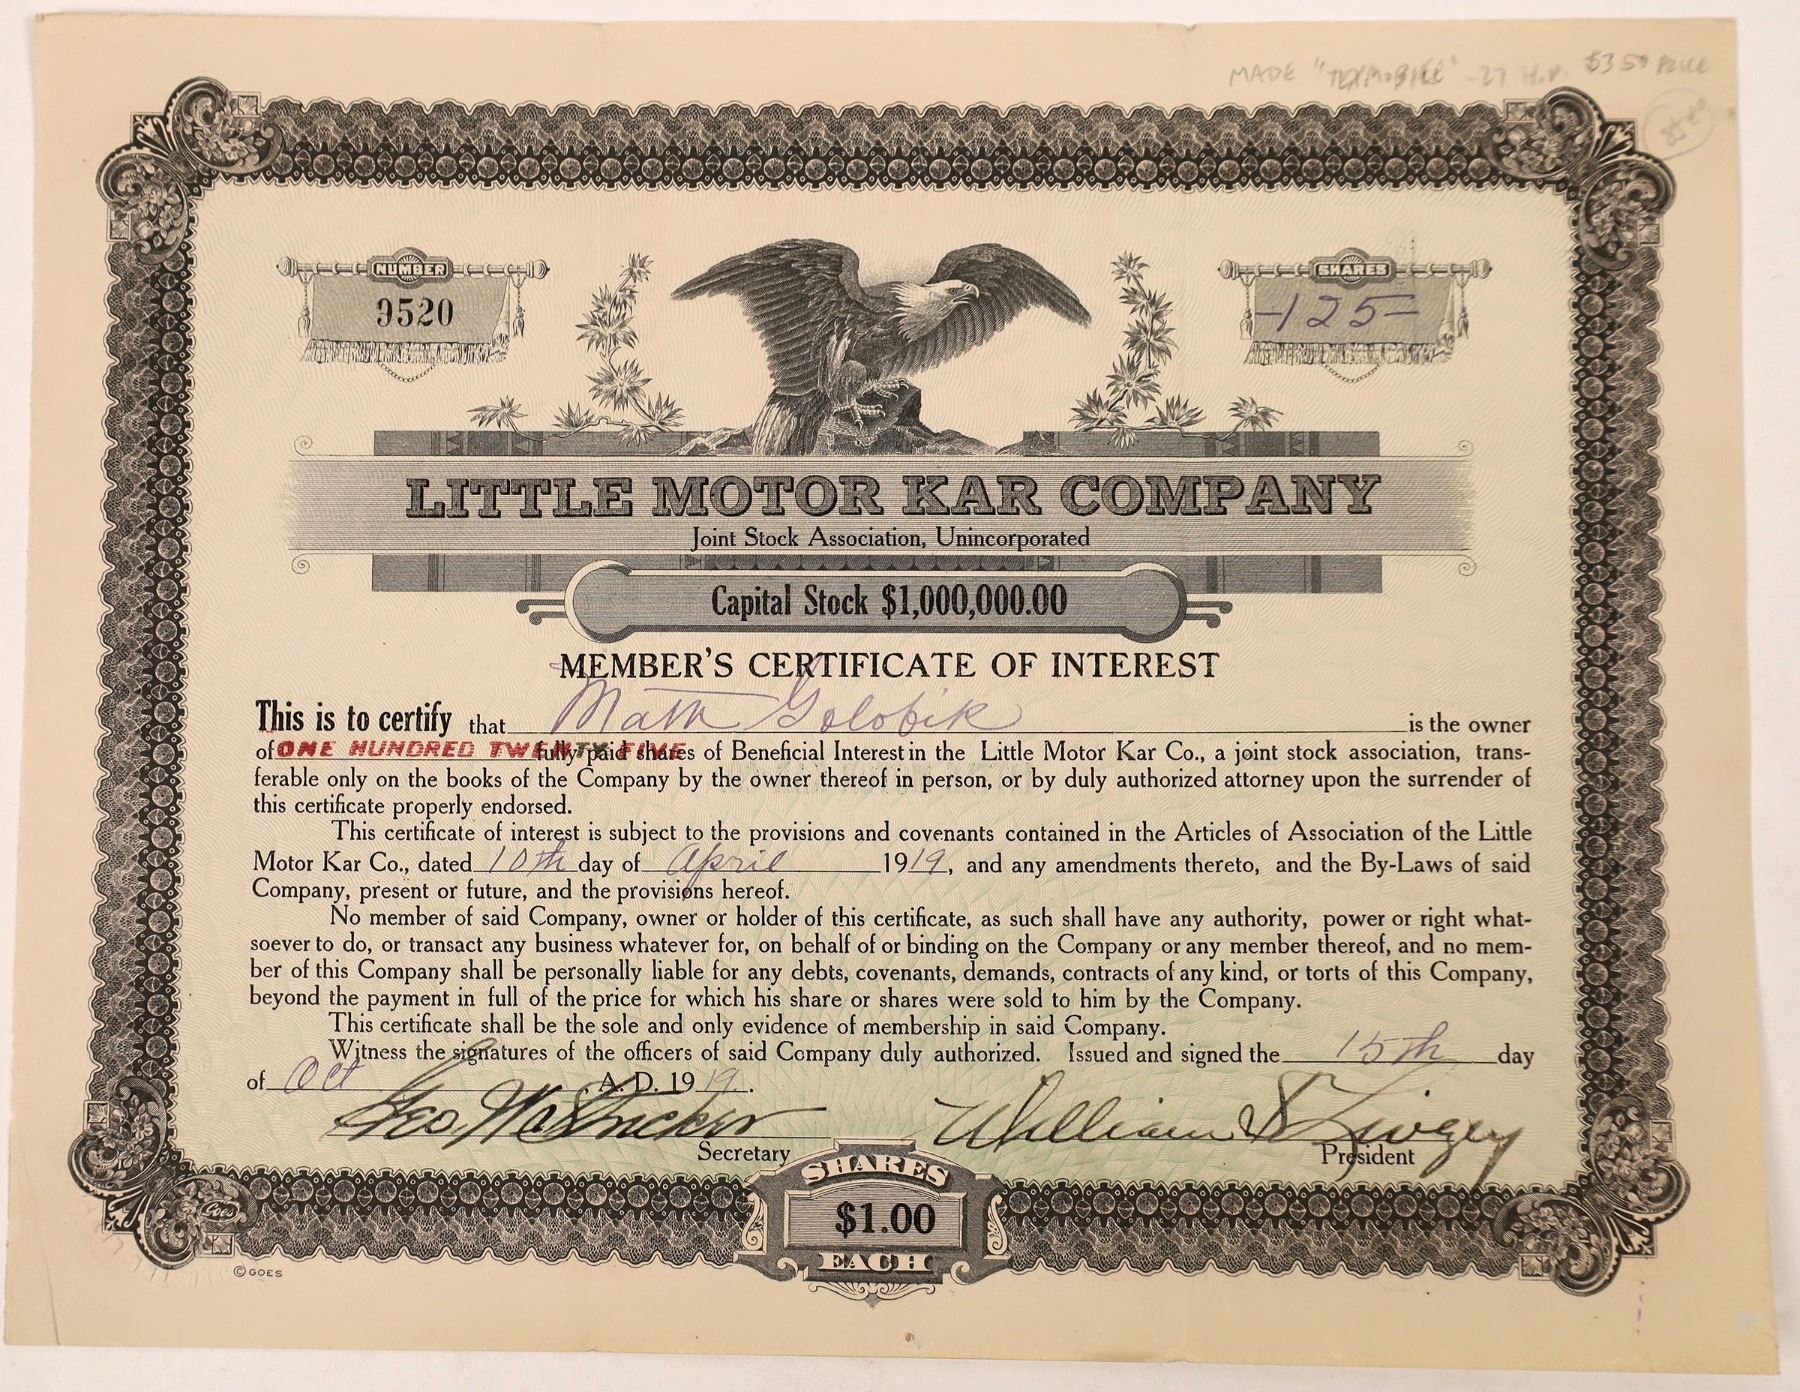 MADE "TEXMOBILE" - 27 H.P. $350 PRICE
NUMBER
9520
SHARES
-125-
LITTLE MOTOR KAR COMPANY
Joint Stock Association, Unincorporated
Capital Stock $1,000,000.00
MEMBER'S CERTIFICATE OF INTEREST
This is to certify that Math Golobik is the owner
of ONE HUNDRED TWENTY FIVE fully paid shares of Beneficial Interest in the Little Motor Kar Co., a joint stock association, trans-
ferable only on the books of the Company by the owner thereof in person, or by duly authorized attorney upon the surrender of
this certificate properly endorsed.
This certificate of interest is subject to the provisions and covenants contained in the Articles of Association of the Little
Motor Kar Co., dated 10th day of April 1919, and any amendments thereto, and the By-Laws of said
Company, present or future, and the provisions hereof.
No member of said Company, owner or holder of this certificate, as such shall have any authority, power or right what-
soever to do, or transact any business whatever for, on behalf of or binding on the Company or any member thereof, and no mem-
ber of this Company shall be personally liable for any debts, covenants, demands, contracts of any kind, or torts of this Company,
beyond the payment in full of the price for which his share or shares were sold to him by the Company.
This certificate shall be the sole and only evidence of membership in said Company.
Witness the signatures of the officers of said Company duly authorized. Issued and signed the 15th day
of Oct A. D. 1919.
Geo. William S.
Secretary
President
SHARES
$1.00
EACH
Goes
© GOES